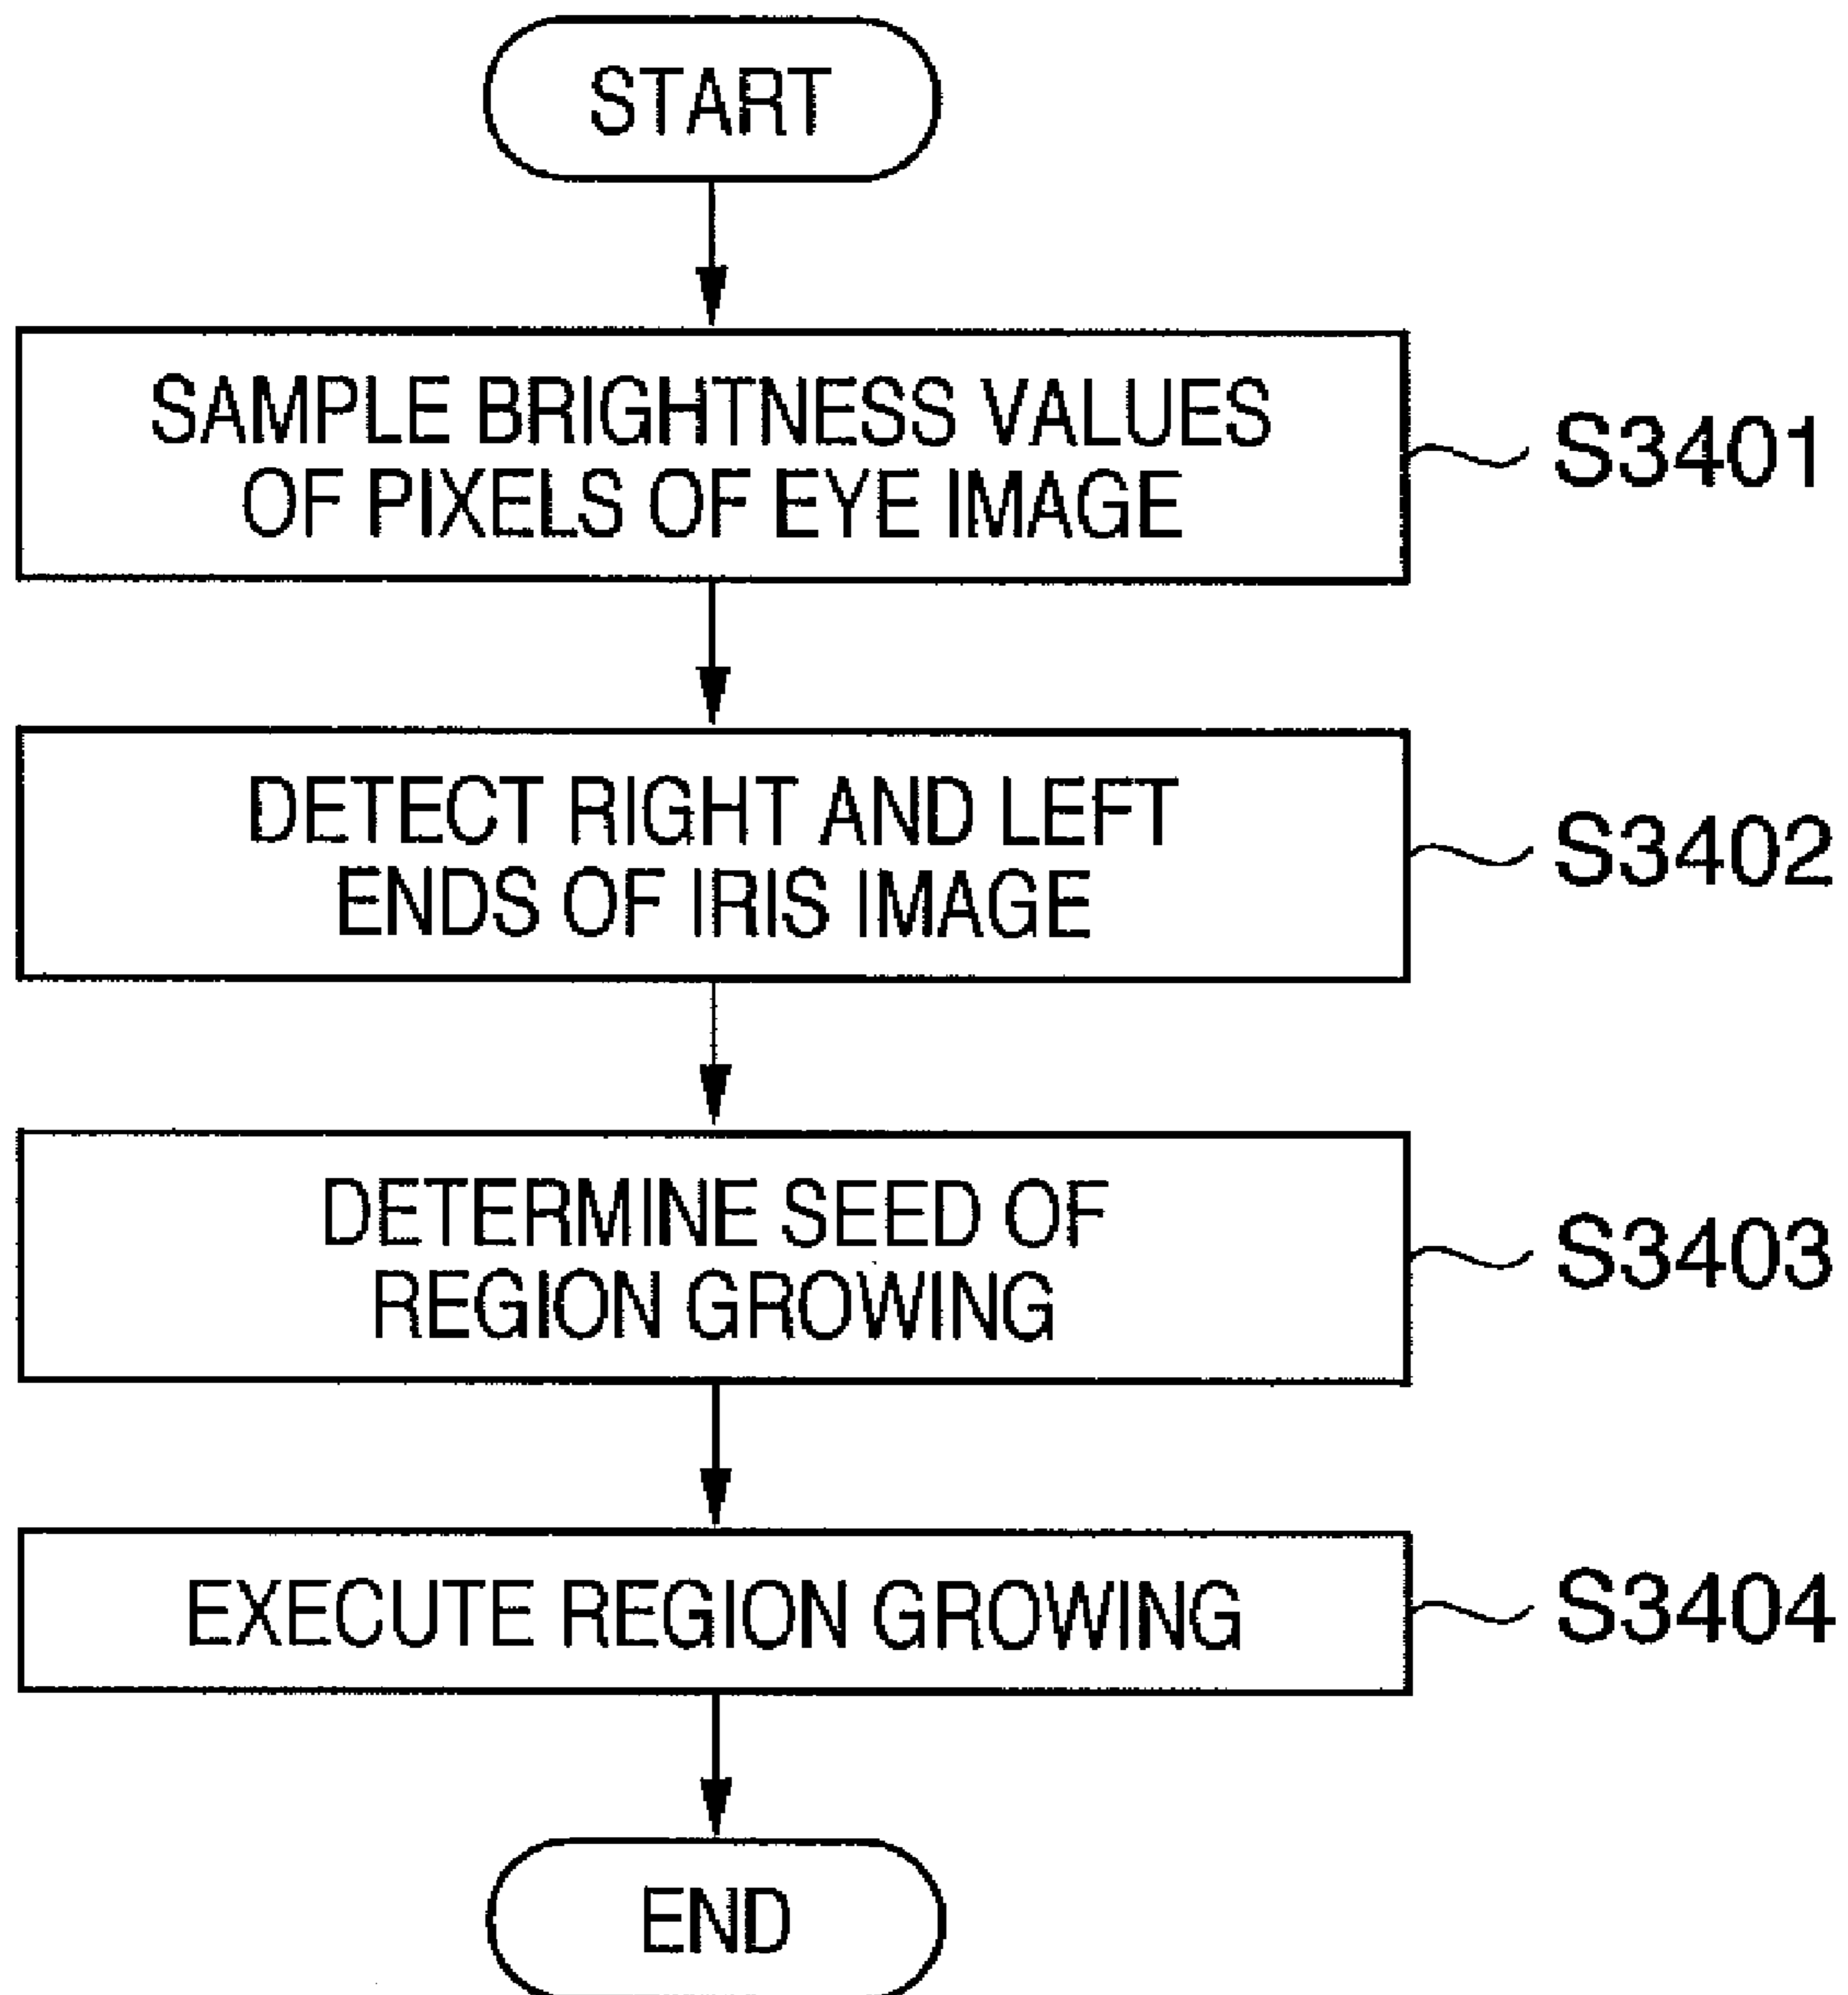 START
SAMPLE BRIGHTNESS VALUES
OF PIXELS OF EYE IMAGE
S3401
DETECT RIGHT AND LEFT
ENDS OF IRIS IMAGE
S3402
DETERMINE SEED OF
REGION GROWING
S3403
EXECUTE REGION GROWING
S3404
END